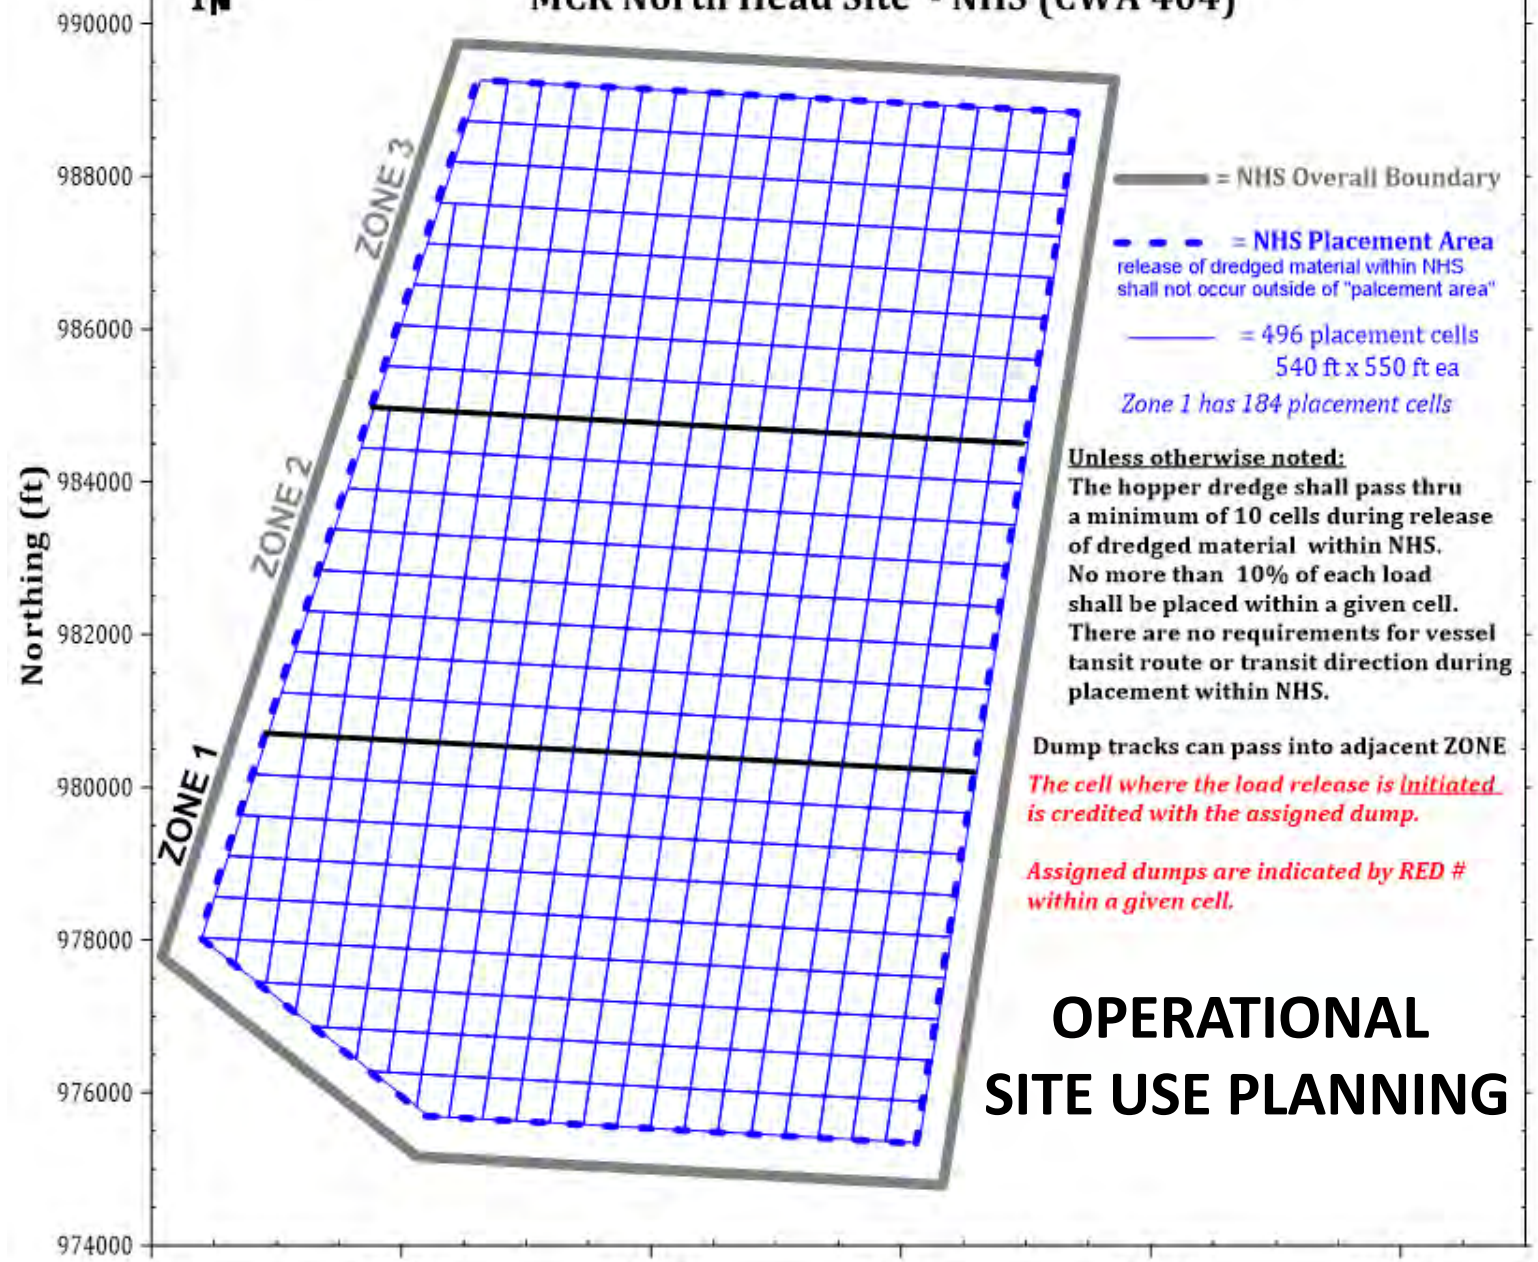 MCR North Head Site - NHS (CWA 404)
N
990000
988000
986000
984000
982000
980000
978000
976000
974000
Northing (ft)
ZONE 3
ZONE 2
ZONE 1
= NHS Overall Boundary
= NHS Placement Area
release of dredged material within NHS
shall not occur outside of "palcement area"
= 496 placement cells
540 ft x 550 ft ea
Zone 1 has 184 placement cells
Unless otherwise noted:
The hopper dredge shall pass thru
a minimum of 10 cells during release
of dredged material within NHS.
No more than 10% of each load
shall be placed within a given cell.
There are no requirements for vessel
tansit route or transit direction during
placement within NHS.
Dump tracks can pass into adjacent ZONE
The cell where the load release is initiated
is credited with the assigned dump.
Assigned dumps are indicated by RED #
within a given cell.
OPERATIONAL
SITE USE PLANNING